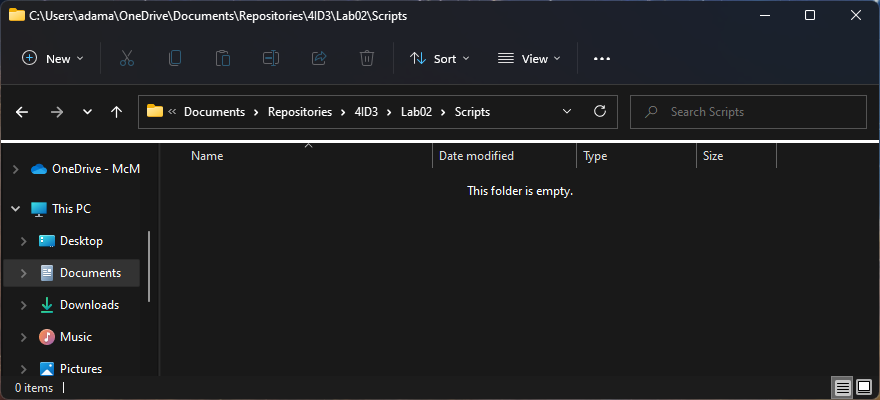 C:\Users\adama\OneDrive\Documents\Repositories\4ID3\Lab02\Scripts
New Sort View
Documents Repositories 4ID3 Lab02 Scripts Search Scripts
Name Date modified Type Size
OneDrive - McM
This folder is empty.
This PC
Desktop
Documents
Downloads
Music
Pictures
0 items